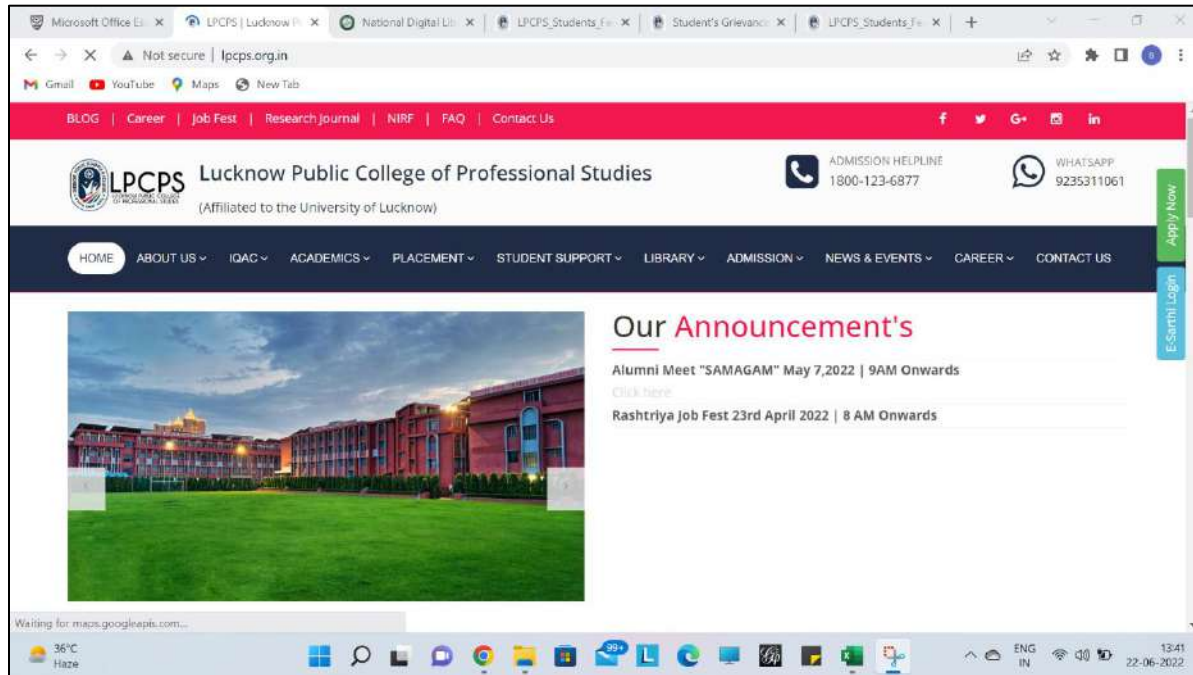 Microsoft Office Es
LPCPS | Lucknow P
National Digital Lib
LPCPS_Students_Fe
Student's Grievance
LPCPS_Students_Fe
Not secure | lpcps.org.in
Gmail YouTube Maps New Tab
BLOG | Career | Job Fest | Research Journal | NIRF | FAQ | Contact Us
LPCPS
Lucknow Public College of Professional Studies
(Affiliated to the University of Lucknow)
ADMISSION HELPLINE
1800-123-6877
WHATSAPP
9235311061
Apply Now
E-Sarthi Login
HOME ABOUT US IQAC ACADEMICS PLACEMENT STUDENT SUPPORT LIBRARY ADMISSION NEWS & EVENTS CAREER CONTACT US
Our Announcement's
Alumni Meet "SAMAGAM" May 7,2022 | 9AM Onwards
Click here
Rashtriya Job Fest 23rd April 2022 | 8 AM Onwards
Waiting for maps.googleapis.com...
36°C
Haze
99+
ENG
IN
13:41
22-06-2022